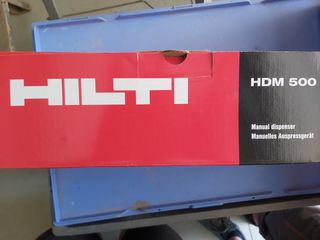 HILTI
HDM 500
Manual dispenser
Manuelles Auspressgerät